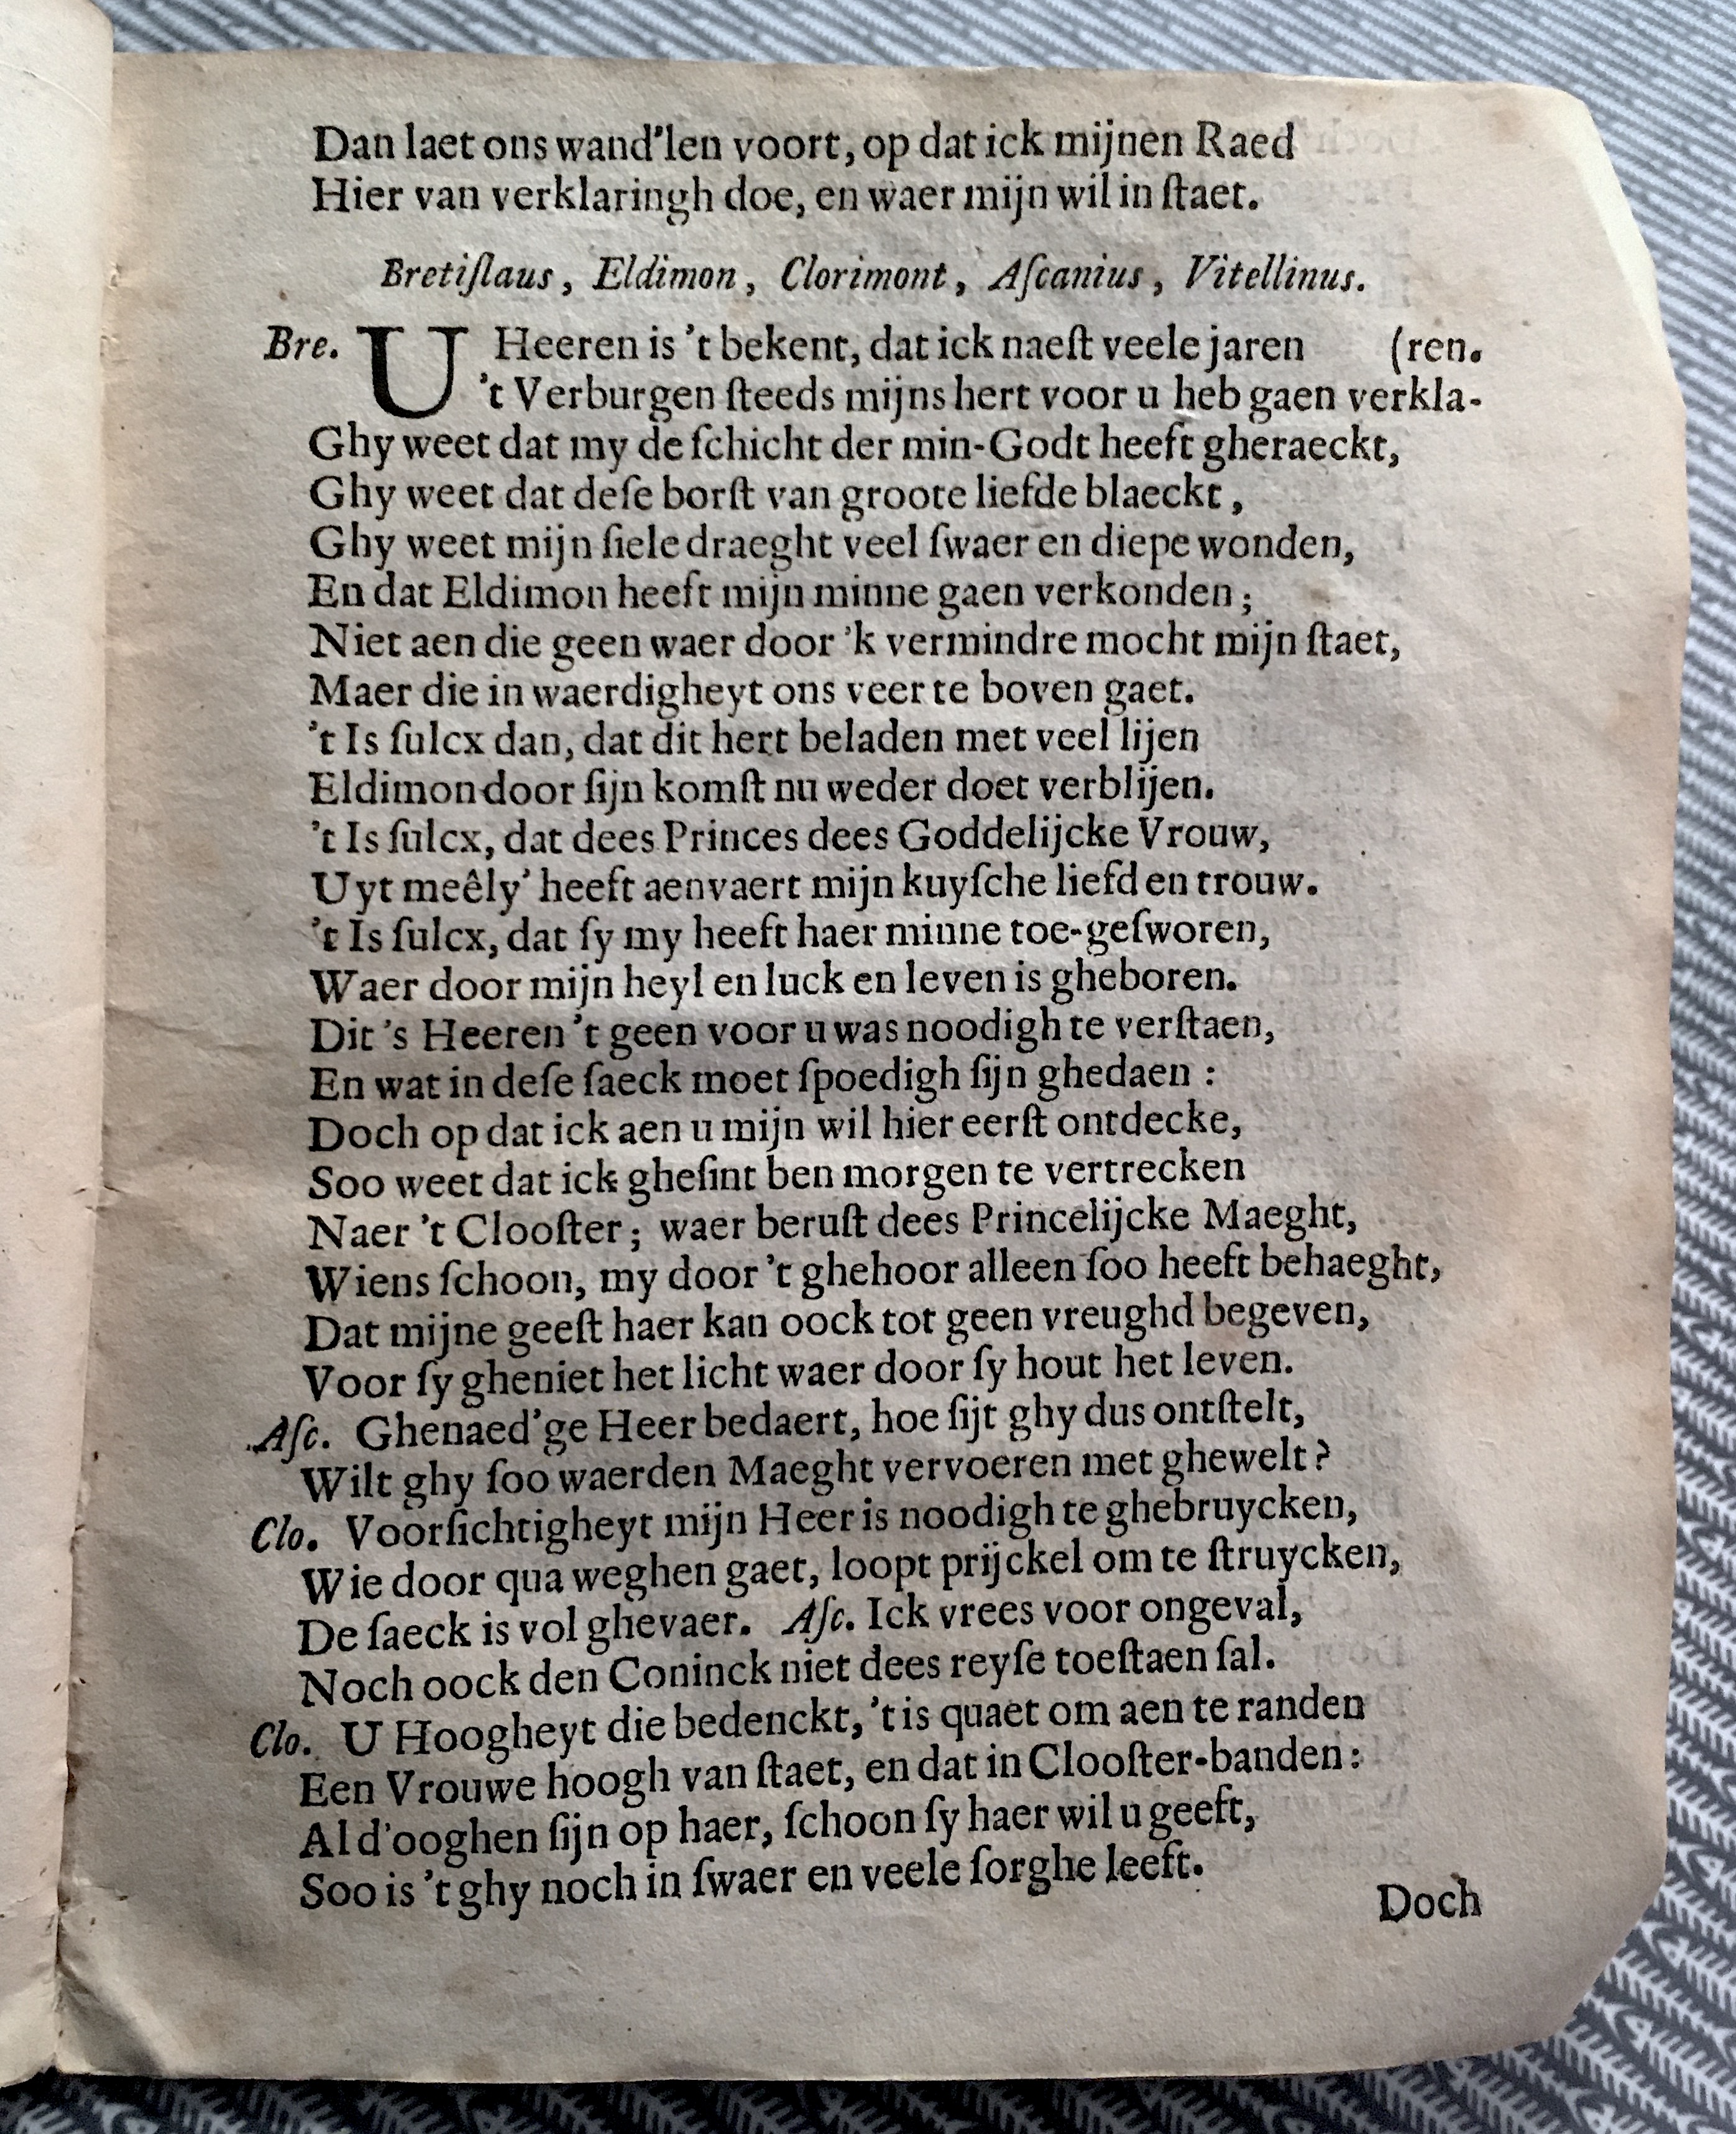 Dan laet ons wand'len voort, op dat ick mijnen Raed
Hier van verklaringh doe, en waer mijn wil in ſtaet.
Bretiſlaus, Eldimon, Clorimont, Aſcanius, Vitellinus.
Bre. U Heeren is 't bekent, dat ick naeſt veele jaren (ren.
't Verburgen ſteeds mijns hert voor u heb gaen verkla-
Ghy weet dat my de ſchicht der min-Godt heeft gheraeckt,
Ghy weet dat deſe borſt van groote liefde blaeckt,
Ghy weet mijn ſiele draeght veel ſwaer en diepe wonden,
En dat Eldimon heeft mijn minne gaen verkonden;
Niet aen die geen waer door 'k vermindre mocht mijn ſtaet,
Maer die in waerdigheyt ons veer te boven gaet.
't Is ſulcx dan, dat dit hert beladen met veel lijen
Eldimon door ſijn komſt nu weder doet verblijen.
't Is ſulcx, dat dees Princes dees Goddelijcke Vrouw,
Uyt meêly' heeft aenvaert mijn kuyſche liefd en trouw.
't Is ſulcx, dat ſy my heeft haer minne toe-geſworen,
Waer door mijn heyl en luck en leven is gheboren.
Dit 's Heeren 't geen voor u was noodigh te verſtaen,
En wat in deſe ſaeck moet ſpoedigh ſijn ghedaen :
Doch op dat ick aen u mijn wil hier eerſt ontdecke,
Soo weet dat ick gheſint ben morgen te vertrecken
Naer 't Clooſter; waer beruſt dees Princelijcke Maeght,
Wiens ſchoon, my door 't ghehoor alleen ſoo heeft behaeght,
Dat mijne geeſt haer kan oock tot geen vreughd begeven,
Voor ſy gheniet het licht waer door ſy hout het leven.
Aſc. Ghenaed'ge Heer bedaert, hoe ſijt ghy dus ontſtelt,
Wilt ghy ſoo waerden Maeght vervoeren met ghewelt?
Clo. Voorſichtigheyt mijn Heer is noodigh te ghebruycken,
Wie door qua weghen gaet, loopt prijckel om te ſtruycken,
De ſaeck is vol ghevaer. Aſc. Ick vrees voor ongeval,
Noch oock den Coninck niet dees reyſe toeſtaen ſal.
Clo. U Hoogheyt die bedenckt, 't is quaet om aen te randen
Een Vrouwe hoogh van ſtaet, en dat in Clooſter-banden:
Al d'ooghen ſijn op haer, ſchoon ſy haer wil u geeft,
Soo is 't ghy noch in ſwaer en veele ſorghe leeft.
Doch